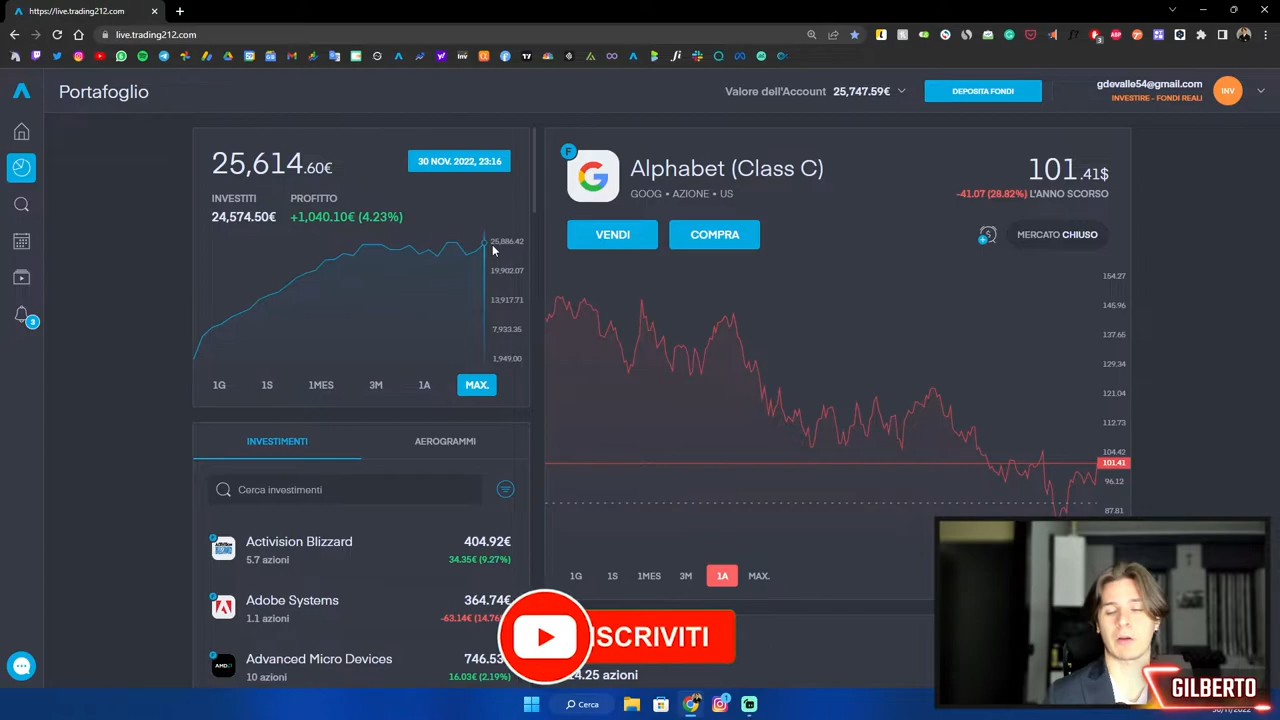 https://live.trading212.com
live.trading212.com
Portafoglio
Valore dell'Account 25,747.59€
DEPOSITA FONDI
gdevalle54@gmail.com
INVESTIRE - FONDI REALI
INV
25,614.60€
30 NOV. 2022, 23:16
INVESTITI
PROFITTO
24,574.50€
+1,040.10€ (4.23%)
25,886.42
19,902.07
13,917.71
7,933.35
1,949.00
1G 1S 1MES 3M 1A MAX.
INVESTIMENTI
AEROGRAMMI
Cerca investimenti
Activision Blizzard
404.92€
5.7 azioni
34.35€ (9.27%)
Adobe Systems
364.74€
1.1 azioni
Advanced Micro Devices
10 azioni
16.03€ (2.19%)
3
F
Alphabet (Class C)
GOOG • AZIONE • US
101.41$
-41.07 (28.82%) L'ANNO SCORSO
VENDI
COMPRA
MERCATO CHIUSO
154.27
145.96
137.65
129.34
121.04
112.73
104.42
101.41
96.12
87.81
1G 1S 1MES 3M 1A MAX.
ISCRIVITI
GILBERTO
Cerca